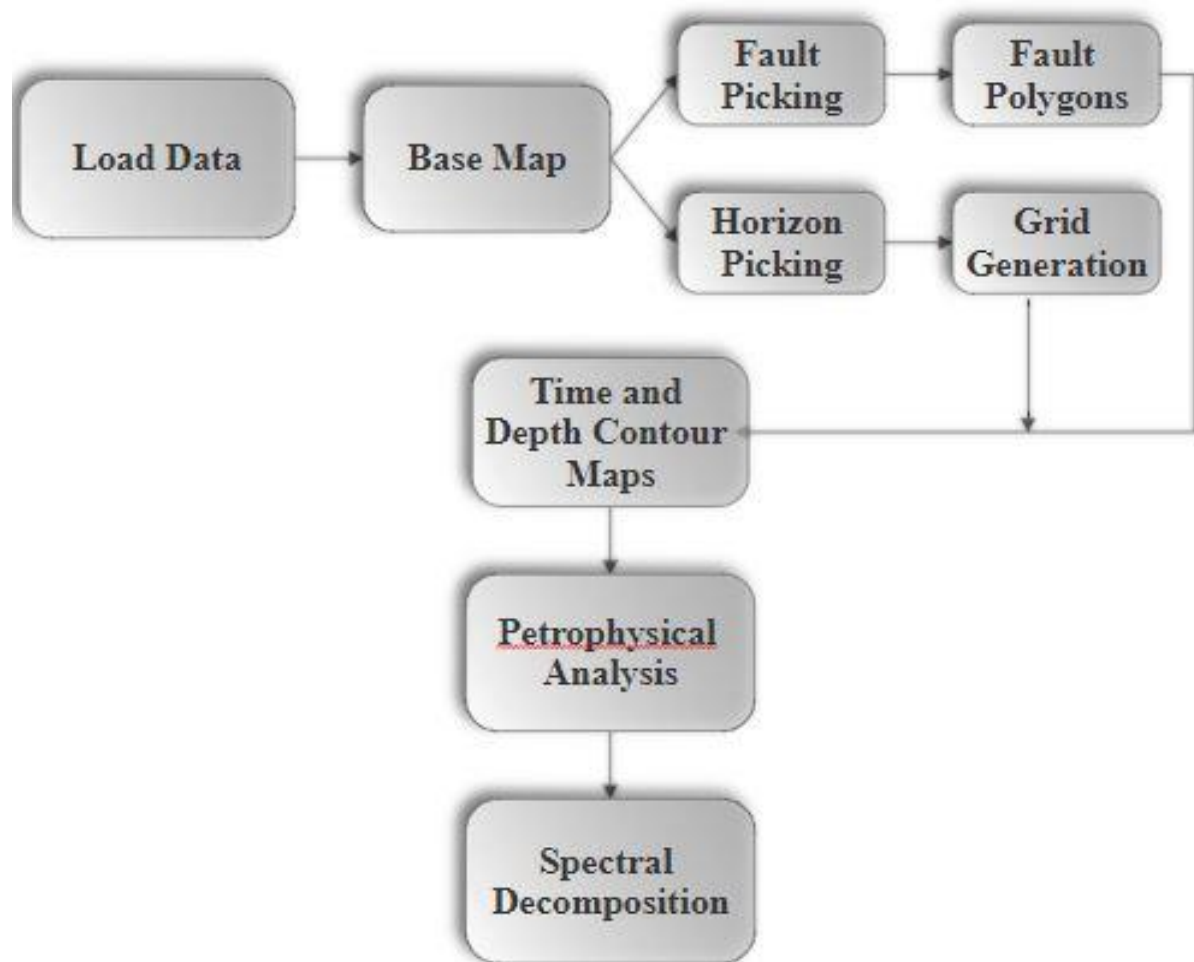 Load Data
Base Map
Fault
Picking
Fault
Polygons
Horizon
Picking
Grid
Generation
Time and
Depth Contour
Maps
Petrophysical
Analysis
Spectral
Decomposition